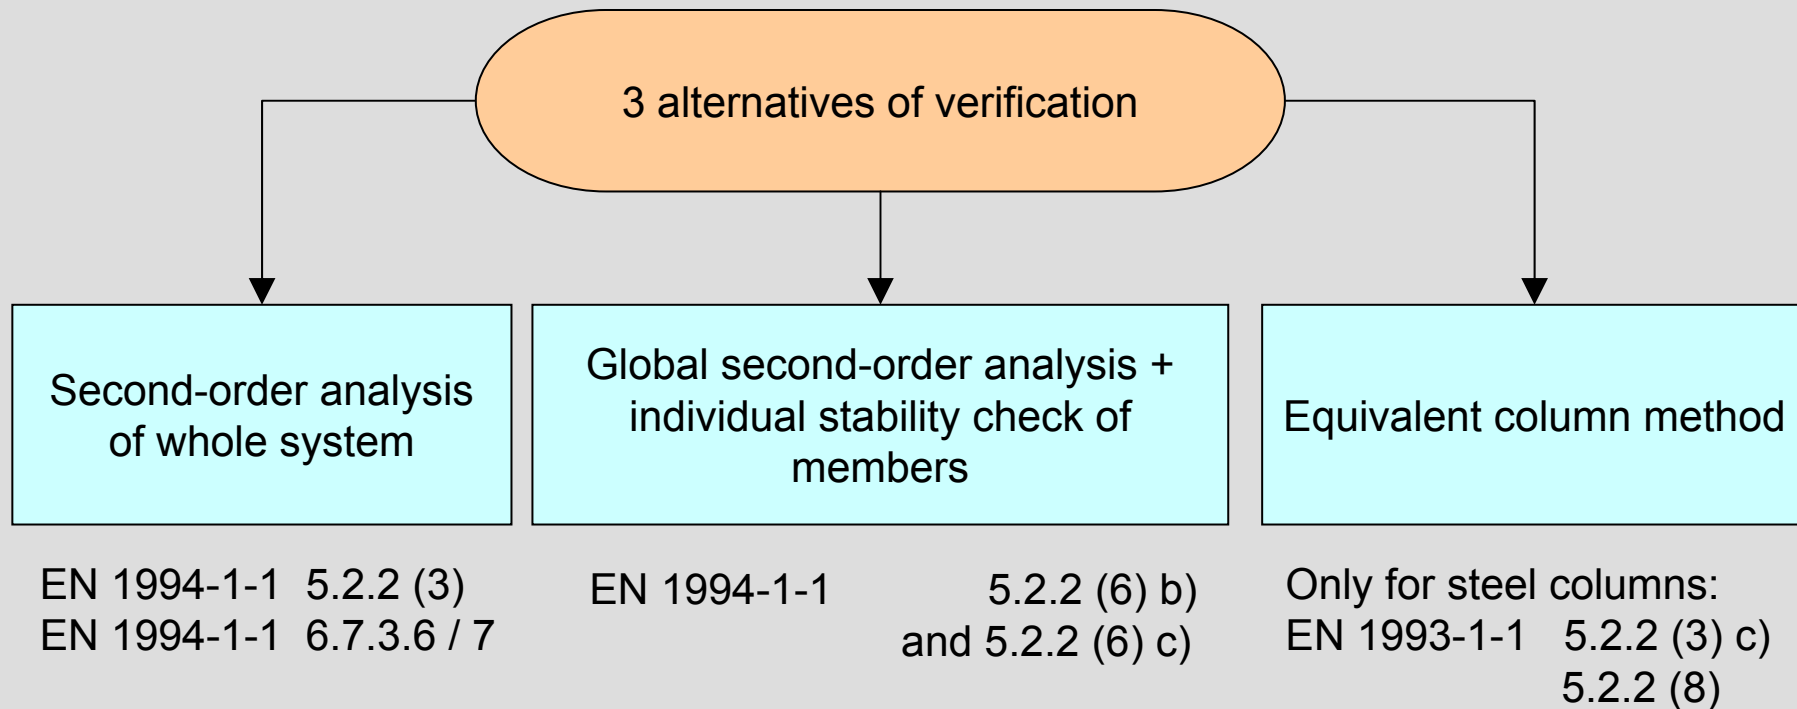 3 alternatives of verification
Second-order analysis
of whole system
Global second-order analysis +
individual stability check of
members
Equivalent column method
EN 1994-1-1 5.2.2 (3)
EN 1994-1-1 6.7.3.6 / 7
EN 1994-1-1 5.2.2 (6) b)
and 5.2.2 (6) c)
Only for steel columns:
EN 1993-1-1 5.2.2 (3) c)
5.2.2 (8)